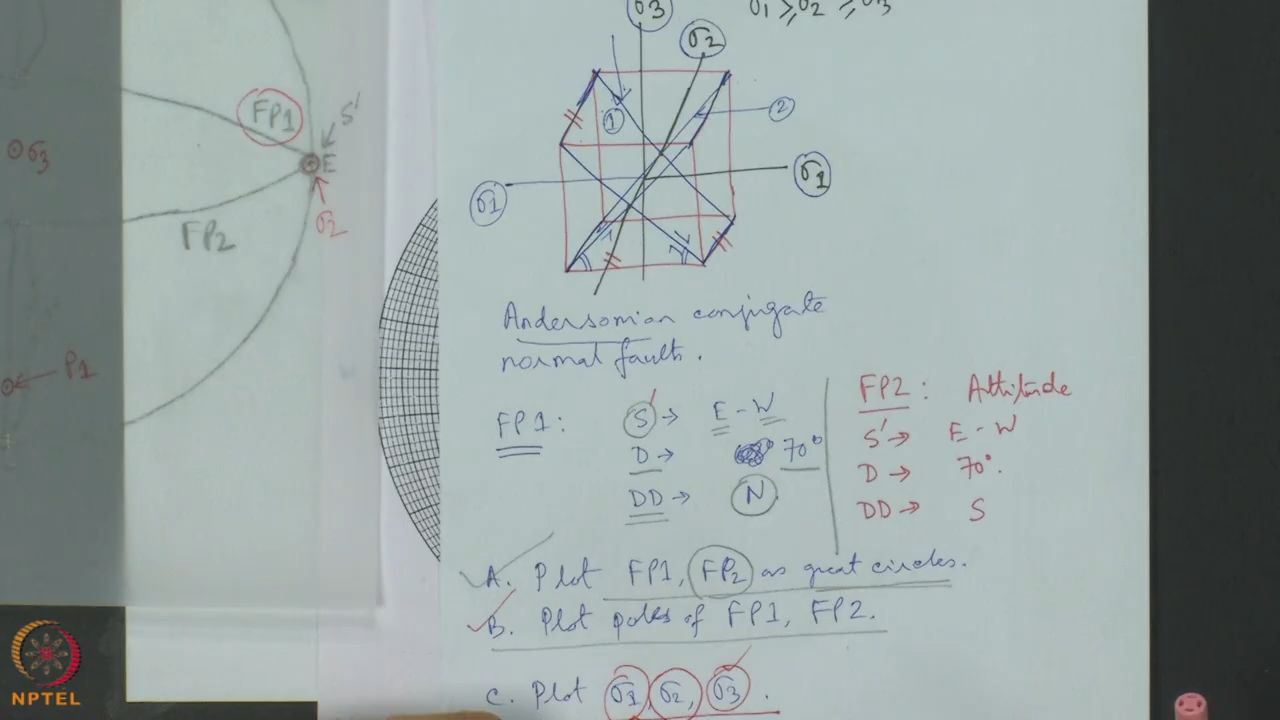 σ3
σ1 ≥ σ2 ≥ σ3
σ2
1
2
σ1
σ1
FP1
S'
E
σ3
σ2
FP2
P1
Andersonian conjugate
normal fault.
FP1: S' → E - W
D → 70°
DD → N
FP2: Attitude
S' → E - W
D → 70°.
DD → S
A. Plot FP1, FP2 as great circles.
B. Plot poles of FP1, FP2.
C. Plot σ1, σ2, σ3.
NPTEL